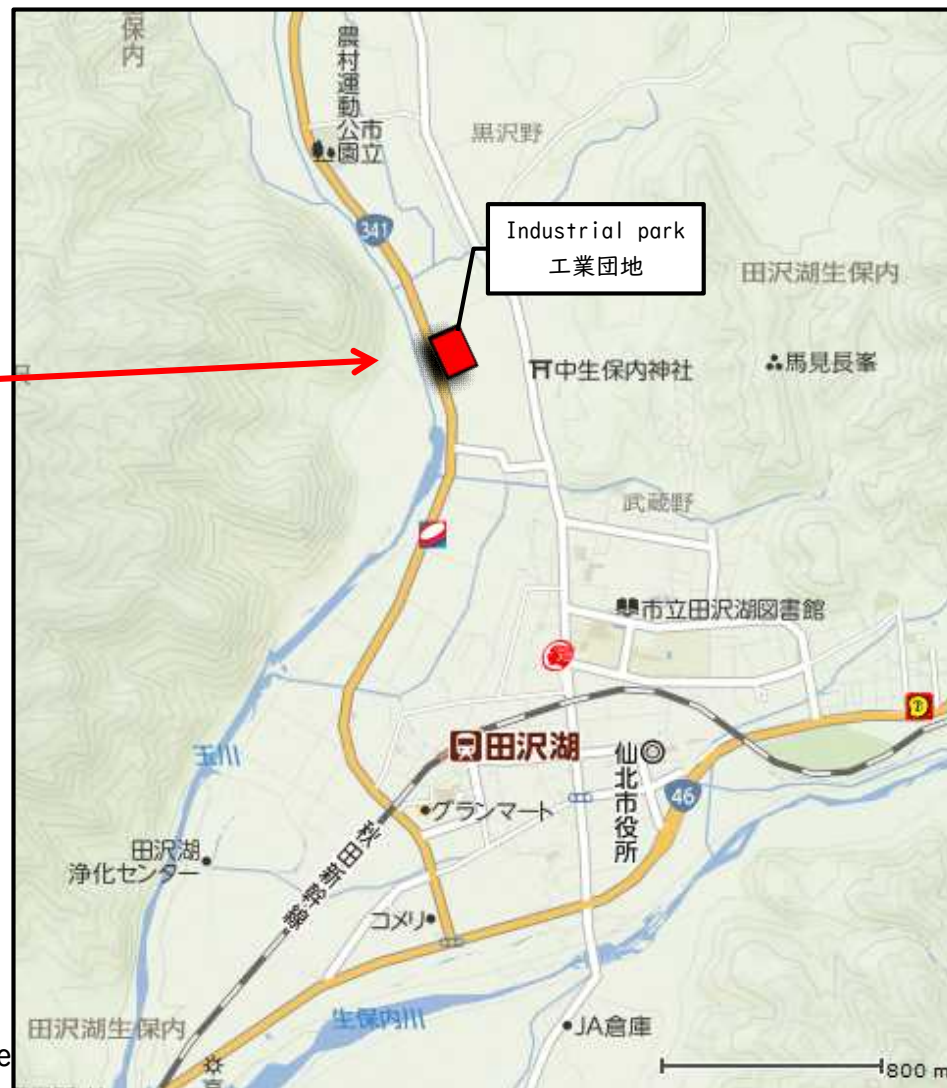 保内
農村運動公園
市立
黒沢野
341
Industrial park
工業団地
田沢湖生保内
中生保内神社
馬見長峯
武蔵野
市立田沢湖図書館
田沢湖
仙北市役所
46
玉川
グランマート
秋田新幹線
田沢湖
浄化センター
コメリ
田沢湖生保内
生保内川
JA倉庫
800 m
e